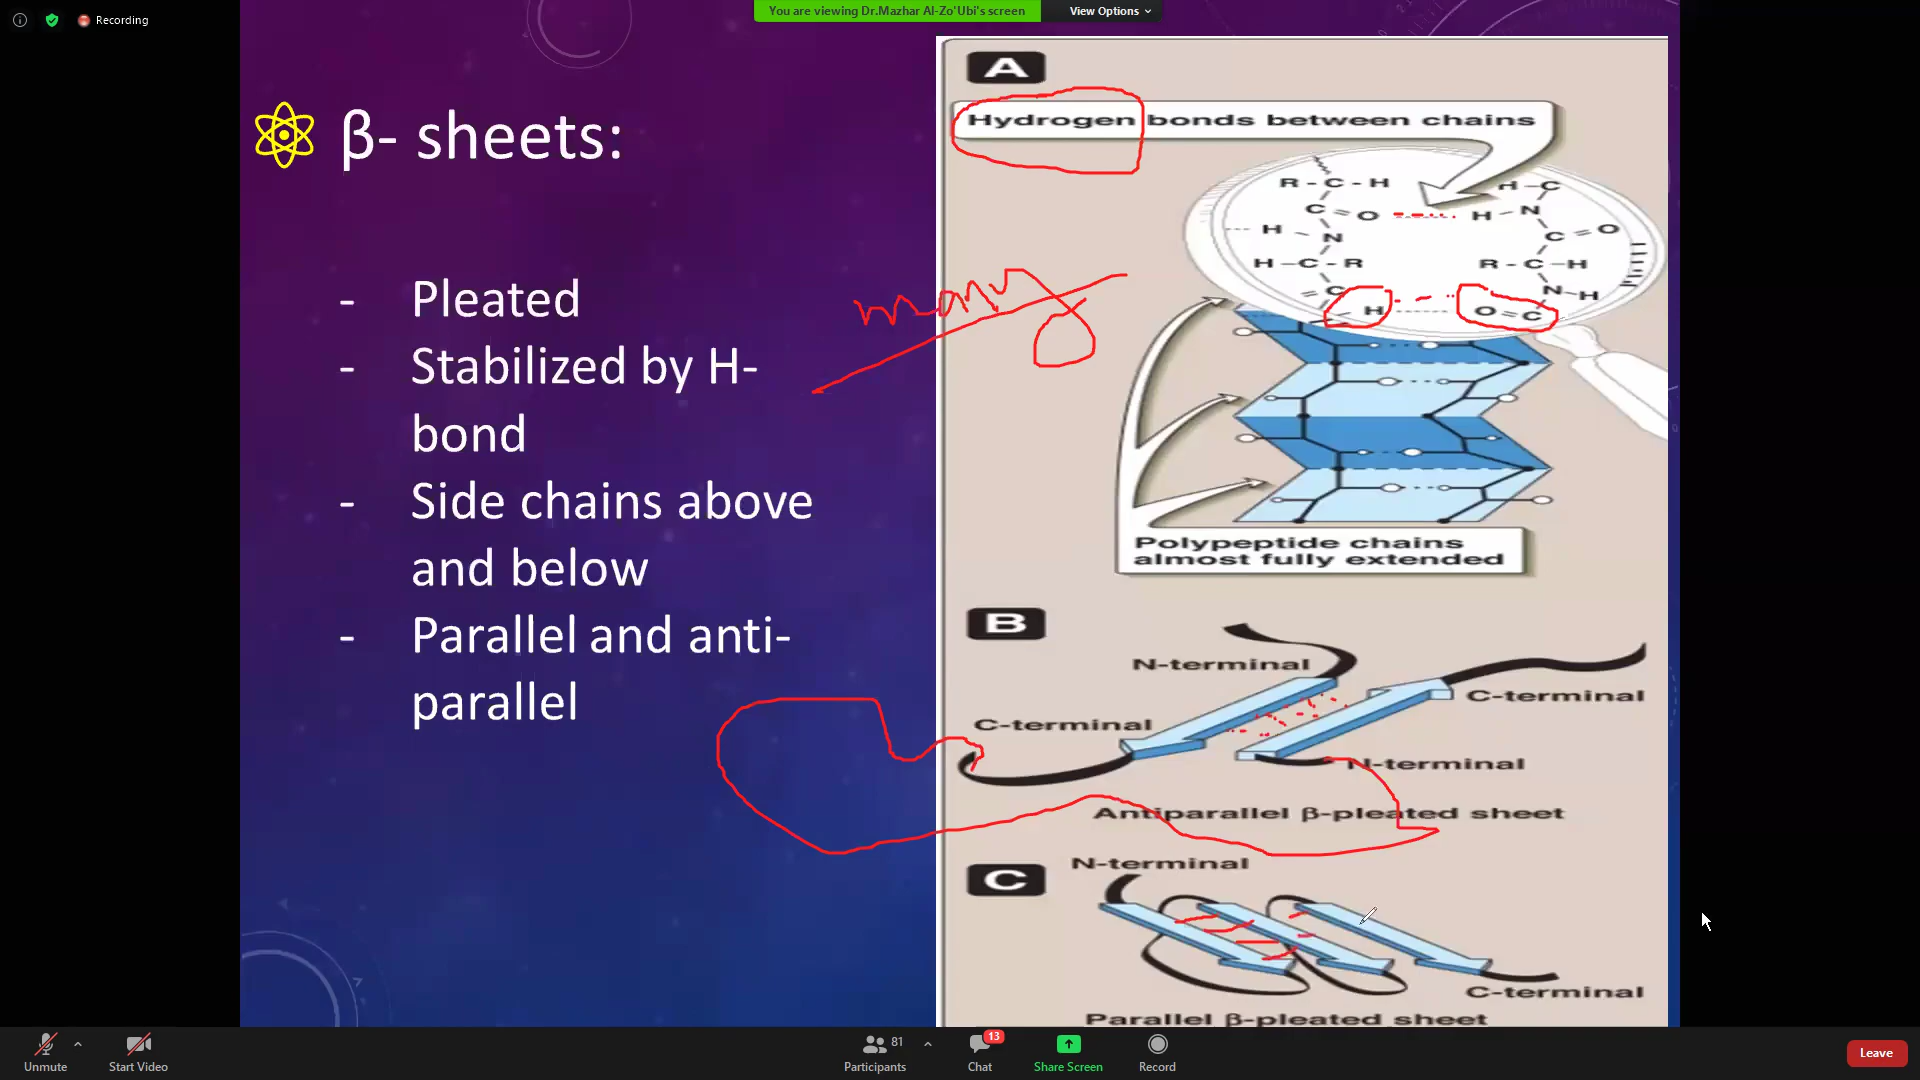 Recording
You are viewing Dr.Mazhar Al-Zo'Ubi's screen
View Options
β- sheets:
- Pleated
- Stabilized by H-
bond
- Side chains above
and below
- Parallel and anti-
parallel
many
A
Hydrogen bonds between chains
R - C - H
H - C
C = O
H - N
H - N
C = O
H - C - R
R - C - H
C
N - H
H
O = C
Polypeptide chains
almost fully extended
B
N-terminal
C-terminal
C-terminal
N-terminal
Antiparallel β-pleated sheet
C
N-terminal
C-terminal
Parallel β-pleated sheet
Unmute
Start Video
Participants
81
Chat
13
Share Screen
Record
Leave